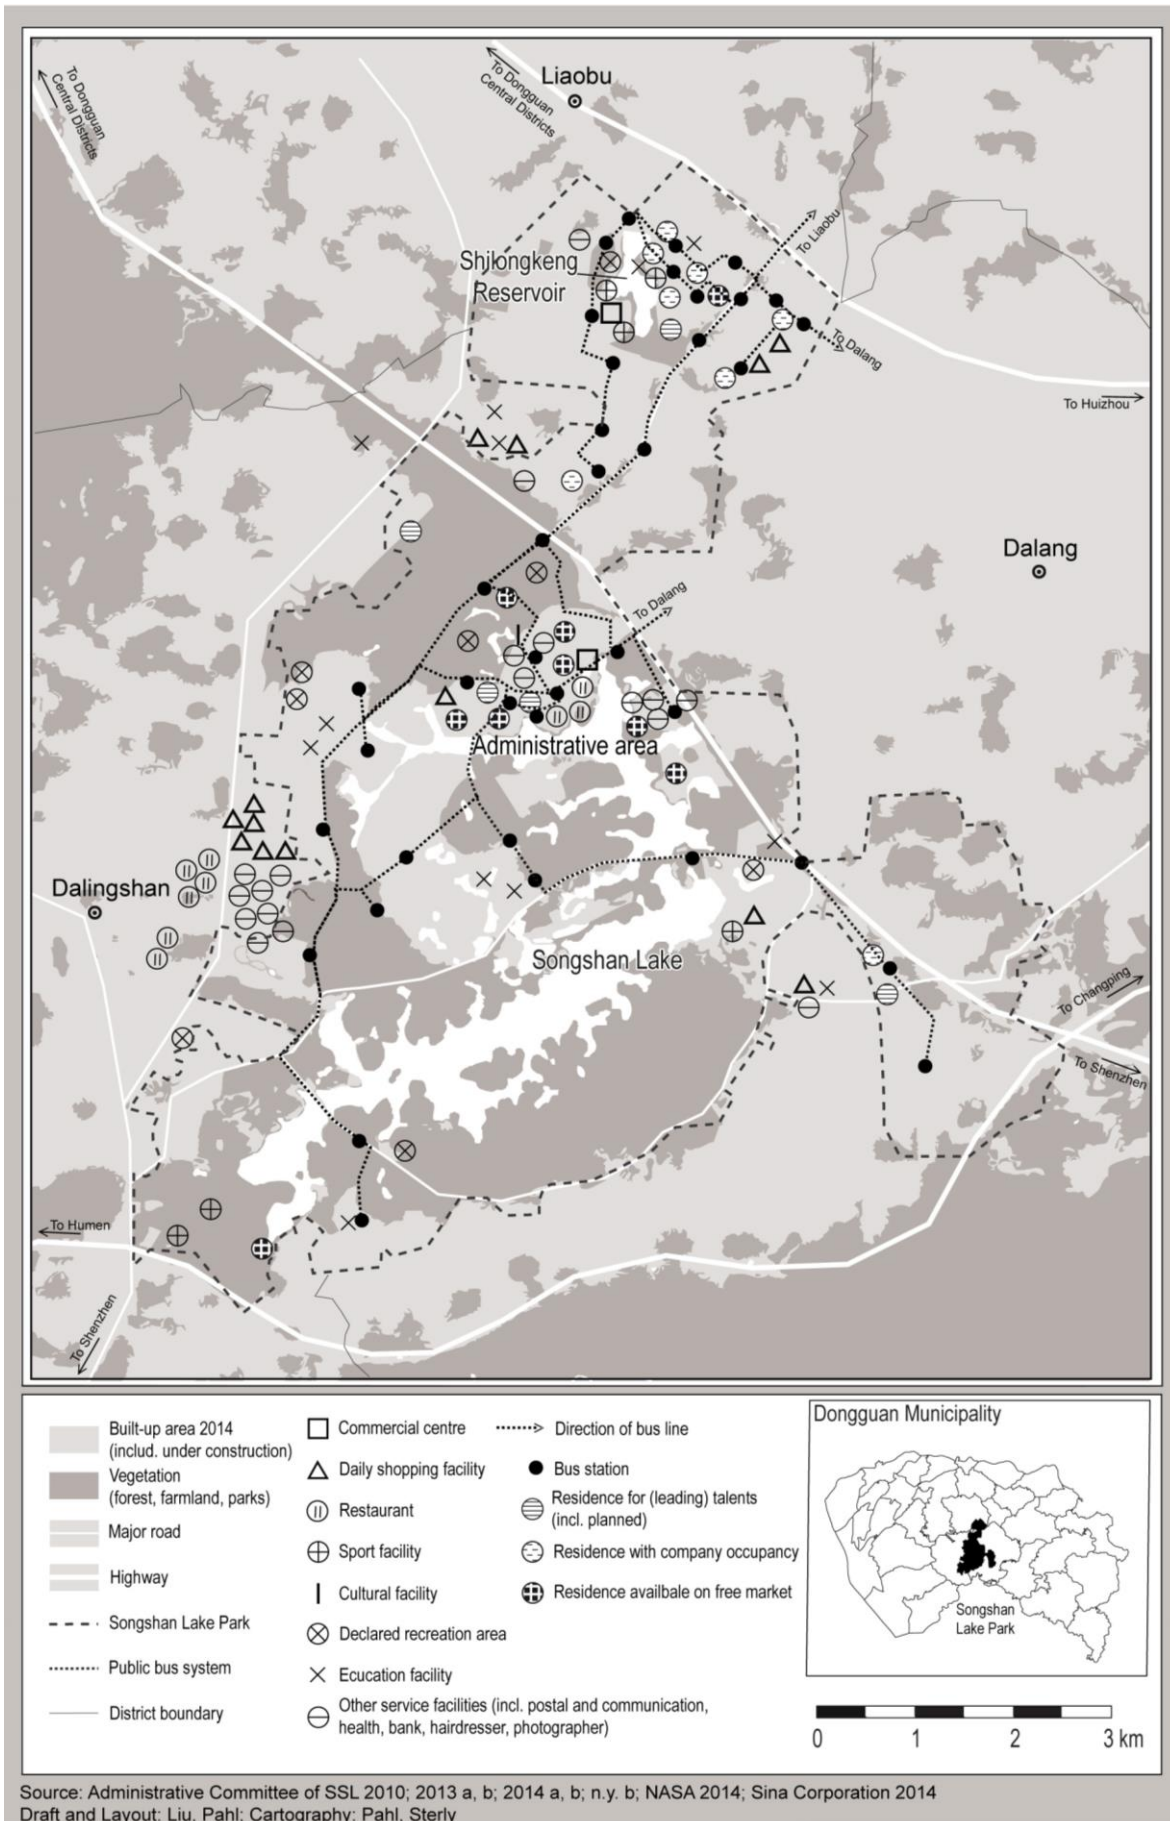 To Dongguan
Central Districts
To Dongguan
Central Districts
Liaobu
To Liaobu
Shilongkeng
Reservoir
To Dalang
To Huizhou
Dalang
To Dalang
Administrative area
Dalingshan
Songshan Lake
To Changping
To Shenzhen
To Humen
To Shenzhen
Built-up area 2014
(includ. under construction)
Vegetation
(forest, farmland, parks)
Major road
Highway
Songshan Lake Park
Public bus system
District boundary
Commercial centre
Daily shopping facility
Restaurant
Sport facility
Cultural facility
Declared recreation area
Ecucation facility
Other service facilities (incl. postal and communication,
health, bank, hairdresser, photographer)
Direction of bus line
Bus station
Residence for (leading) talents
(incl. planned)
Residence with company occupancy
Residence availbale on free market
Dongguan Municipality
Songshan
Lake Park
0 1 2 3 km
Source: Administrative Committee of SSL 2010; 2013 a, b; 2014 a, b; n.y. b; NASA 2014; Sina Corporation 2014
Draft and Layout: Liu, Pahl; Cartography: Pahl, Sterly